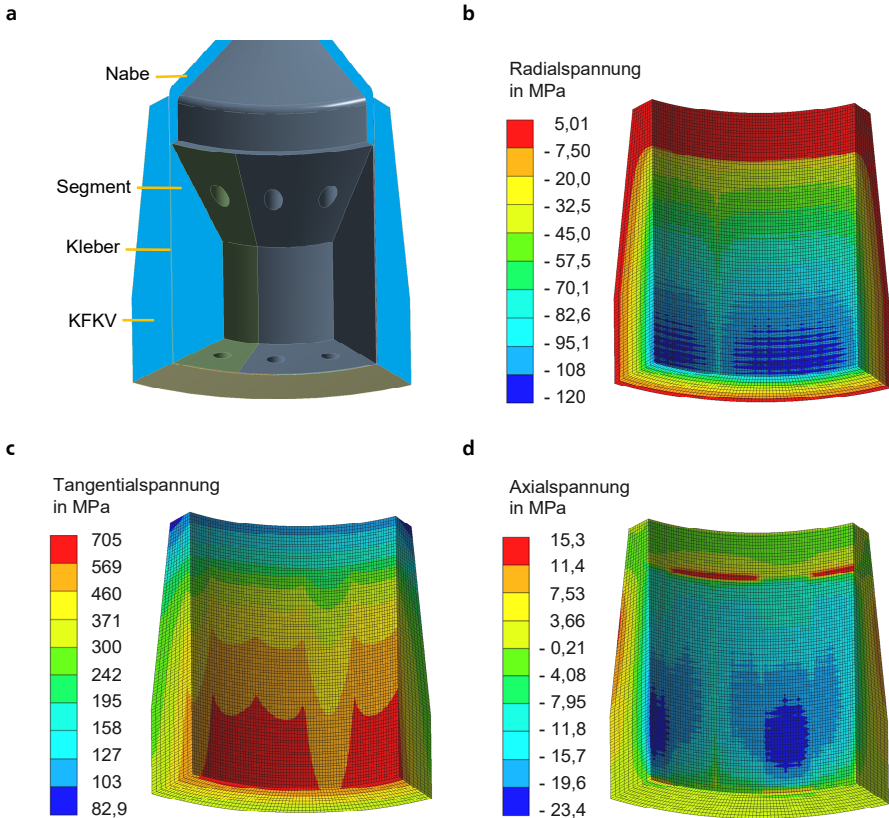 a
Nabe
Segment
Kleber
KFKV
b
Radialspannung
in MPa
5,01
- 7,50
- 20,0
- 32,5
- 45,0
- 57,5
- 70,1
- 82,6
- 95,1
- 108
- 120
c
Tangentialspannung
in MPa
705
569
460
371
300
242
195
158
127
103
82,9
d
Axialspannung
in MPa
15,3
11,4
7,53
3,66
- 0,21
- 4,08
- 7,95
- 11,8
- 15,7
- 19,6
- 23,4